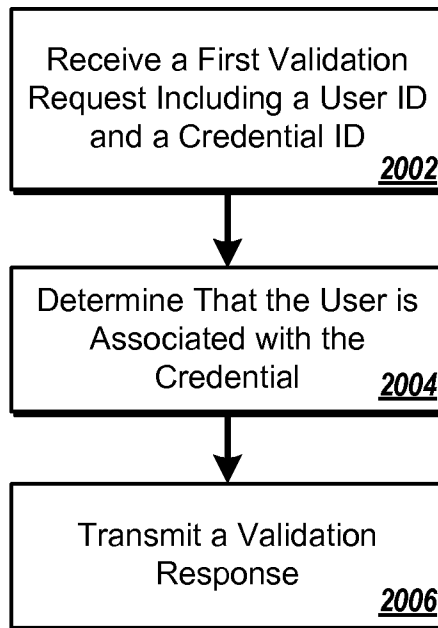 Receive a First Validation
Request Including a User ID
and a Credential ID
2002
Determine That the User is
Associated with the
Credential
2004
Transmit a Validation
Response
2006